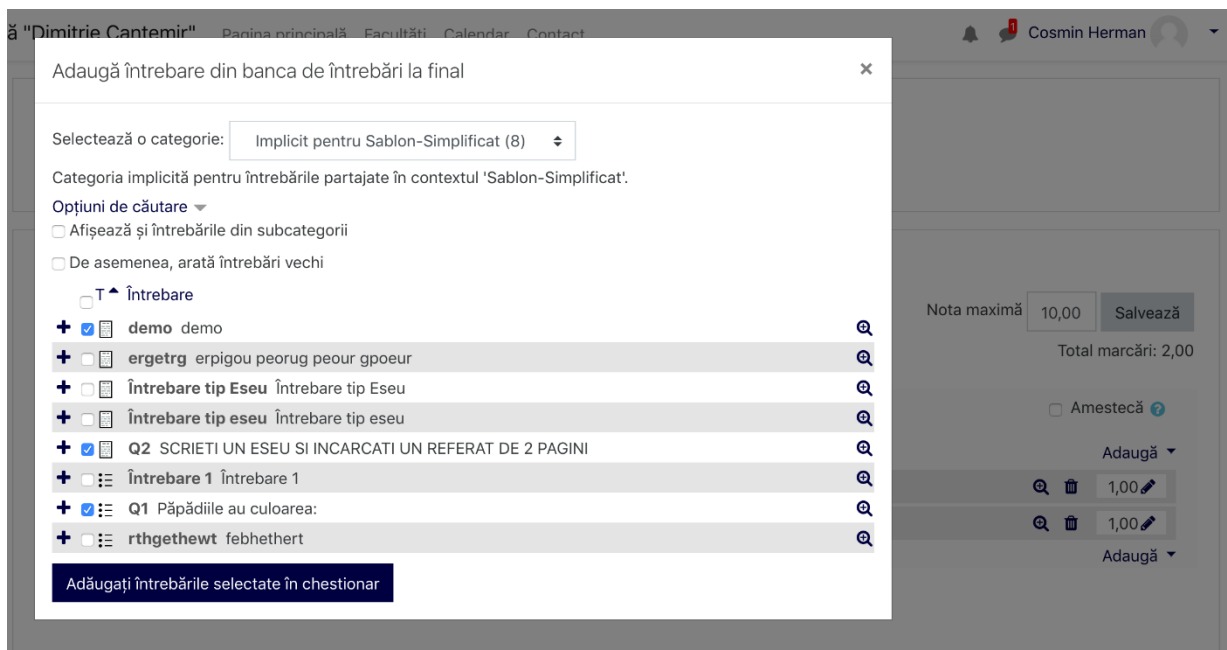 ă "Dimitrie Cantemir" Pagina principală Facultăți Calendar Contact 1 Cosmin Herman
Adaugă întrebare din banca de întrebări la final ×
Selectează o categorie: Implicit pentru Sablon-Simplificat (8)
Categoria implicită pentru întrebările partajate în contextul 'Sablon-Simplificat'.
Opțiuni de căutare
Afișează și întrebările din subcategorii
De asemenea, arată întrebări vechi
T Întrebare
Nota maximă 10,00 Salvează
demo demo
Total marcări: 2,00
ergetrg erpigou peorug peour gpoeur
Întrebare tip Eseu Întrebare tip Eseu
Amestecă ?
Întrebare tip eseu Întrebare tip eseu
Q2 SCRIETI UN ESEU SI INCARCATI UN REFERAT DE 2 PAGINI
Adaugă
Întrebare 1 Întrebare 1
1,00
Q1 Păpădiile au culoarea:
1,00
rthgethewt febhethert
Adaugă
Adăugați întrebările selectate în chestionar